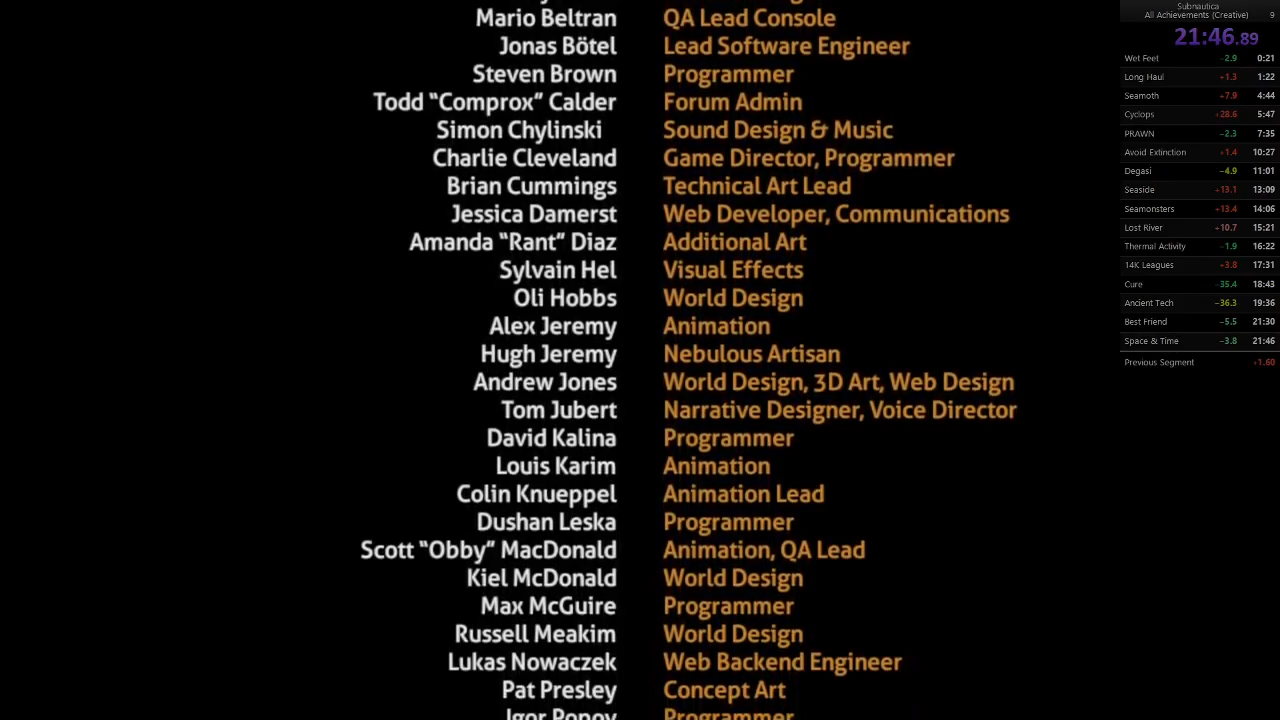 Mario Beltran QA Lead Console
Jonas Bötel Lead Software Engineer
Steven Brown Programmer
Todd “Comprox” Calder Forum Admin
Simon Chylinski Sound Design & Music
Charlie Cleveland Game Director, Programmer
Brian Cummings Technical Art Lead
Jessica Damerst Web Developer, Communications
Amanda “Rant” Diaz Additional Art
Sylvain Hel Visual Effects
Oli Hobbs World Design
Alex Jeremy Animation
Hugh Jeremy Nebulous Artisan
Andrew Jones World Design, 3D Art, Web Design
Tom Jubert Narrative Designer, Voice Director
David Kalina Programmer
Louis Karim Animation
Colin Knueppel Animation Lead
Dushan Leska Programmer
Scott “Obby” MacDonald Animation, QA Lead
Kiel McDonald World Design
Max McGuire Programmer
Russell Meakim World Design
Lukas Nowaczek Web Backend Engineer
Pat Presley Concept Art
Igor Popov Programmer
Subnautica
All Achievements (Creative) 9
21:46.89
Wet Feet −2.9 0:21
Long Haul +1.3 1:22
Seamoth +7.9 4:44
Cyclops +28.6 5:47
PRAWN −2.3 7:35
Avoid Extinction +1.4 10:27
Degasi −4.9 11:01
Seaside +13.1 13:09
Seamonsters +13.4 14:06
Lost River +10.7 15:21
Thermal Activity −1.9 16:22
14K Leagues +3.8 17:31
Cure −35.4 18:43
Ancient Tech −36.3 19:36
Best Friend −5.5 21:30
Space & Time −3.8 21:46
Previous Segment +1.60